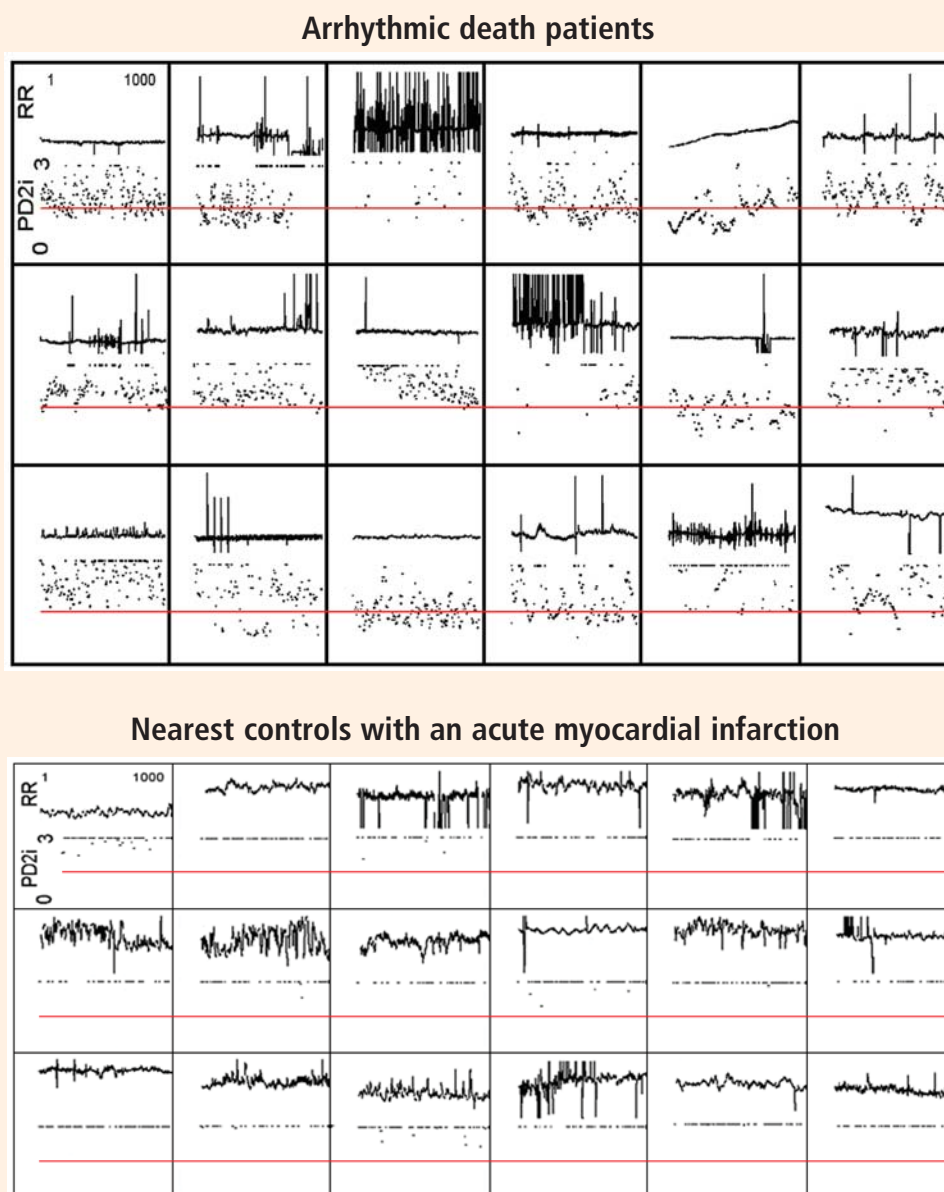 Arrhythmic death patients
1 1000
RR
3
PD2i
0
Nearest controls with an acute myocardial infarction
1 1000
RR
3
PD2i
0